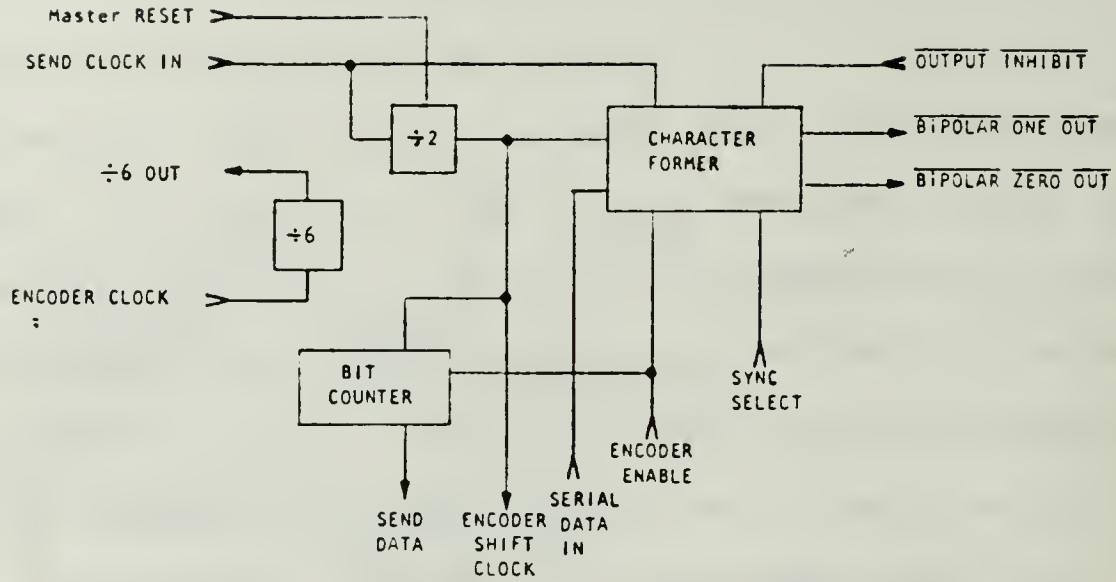 Master RESET
SEND CLOCK IN
OUTPUT INHIBIT
÷2
CHARACTER
FORMER
BIPOLAR ONE OUT
÷6 OUT
BIPOLAR ZERO OUT
÷6
ENCODER CLOCK
BIT
COUNTER
SYNC
SELECT
ENCODER
ENABLE
SERIAL
DATA
IN
SEND
DATA
ENCODER
SHIFT
CLOCK